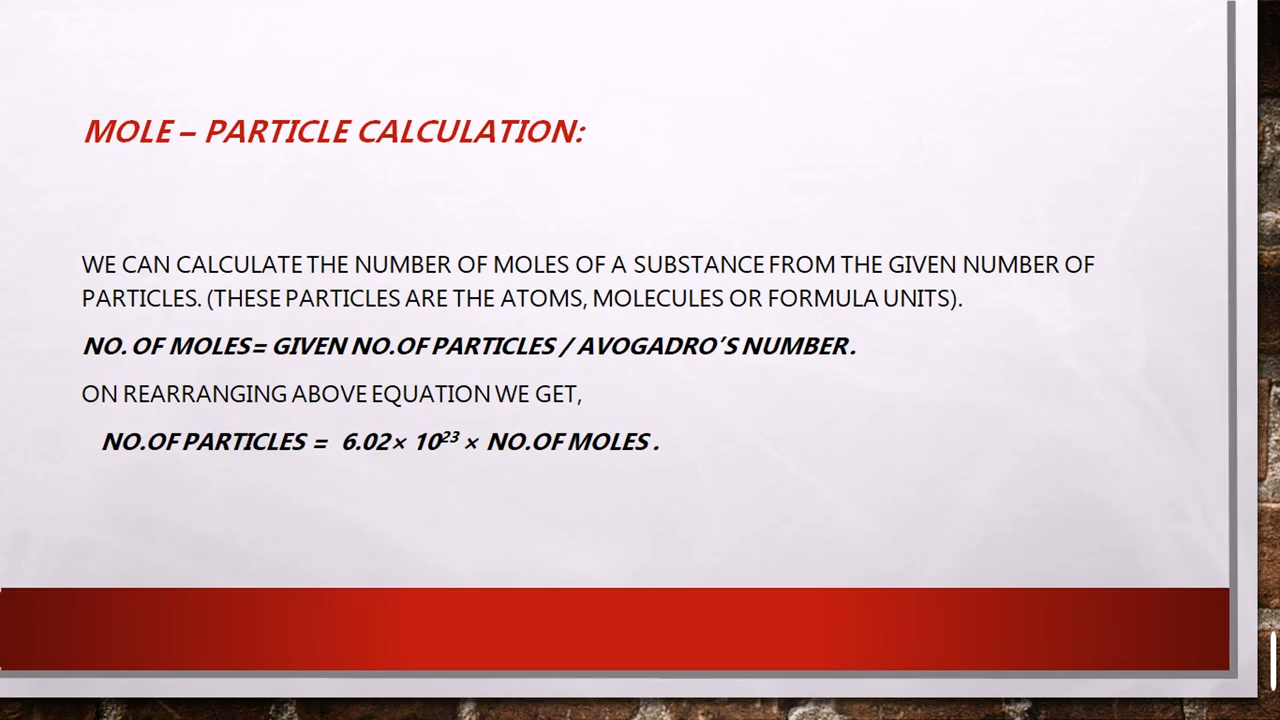 MOLE – PARTICLE CALCULATION:
WE CAN CALCULATE THE NUMBER OF MOLES OF A SUBSTANCE FROM THE GIVEN NUMBER OF
PARTICLES. (THESE PARTICLES ARE THE ATOMS, MOLECULES OR FORMULA UNITS).
NO. OF MOLES= GIVEN NO.OF PARTICLES / AVOGADRO’S NUMBER.
ON REARRANGING ABOVE EQUATION WE GET,
NO.OF PARTICLES = 6.02× 10²³ × NO.OF MOLES .